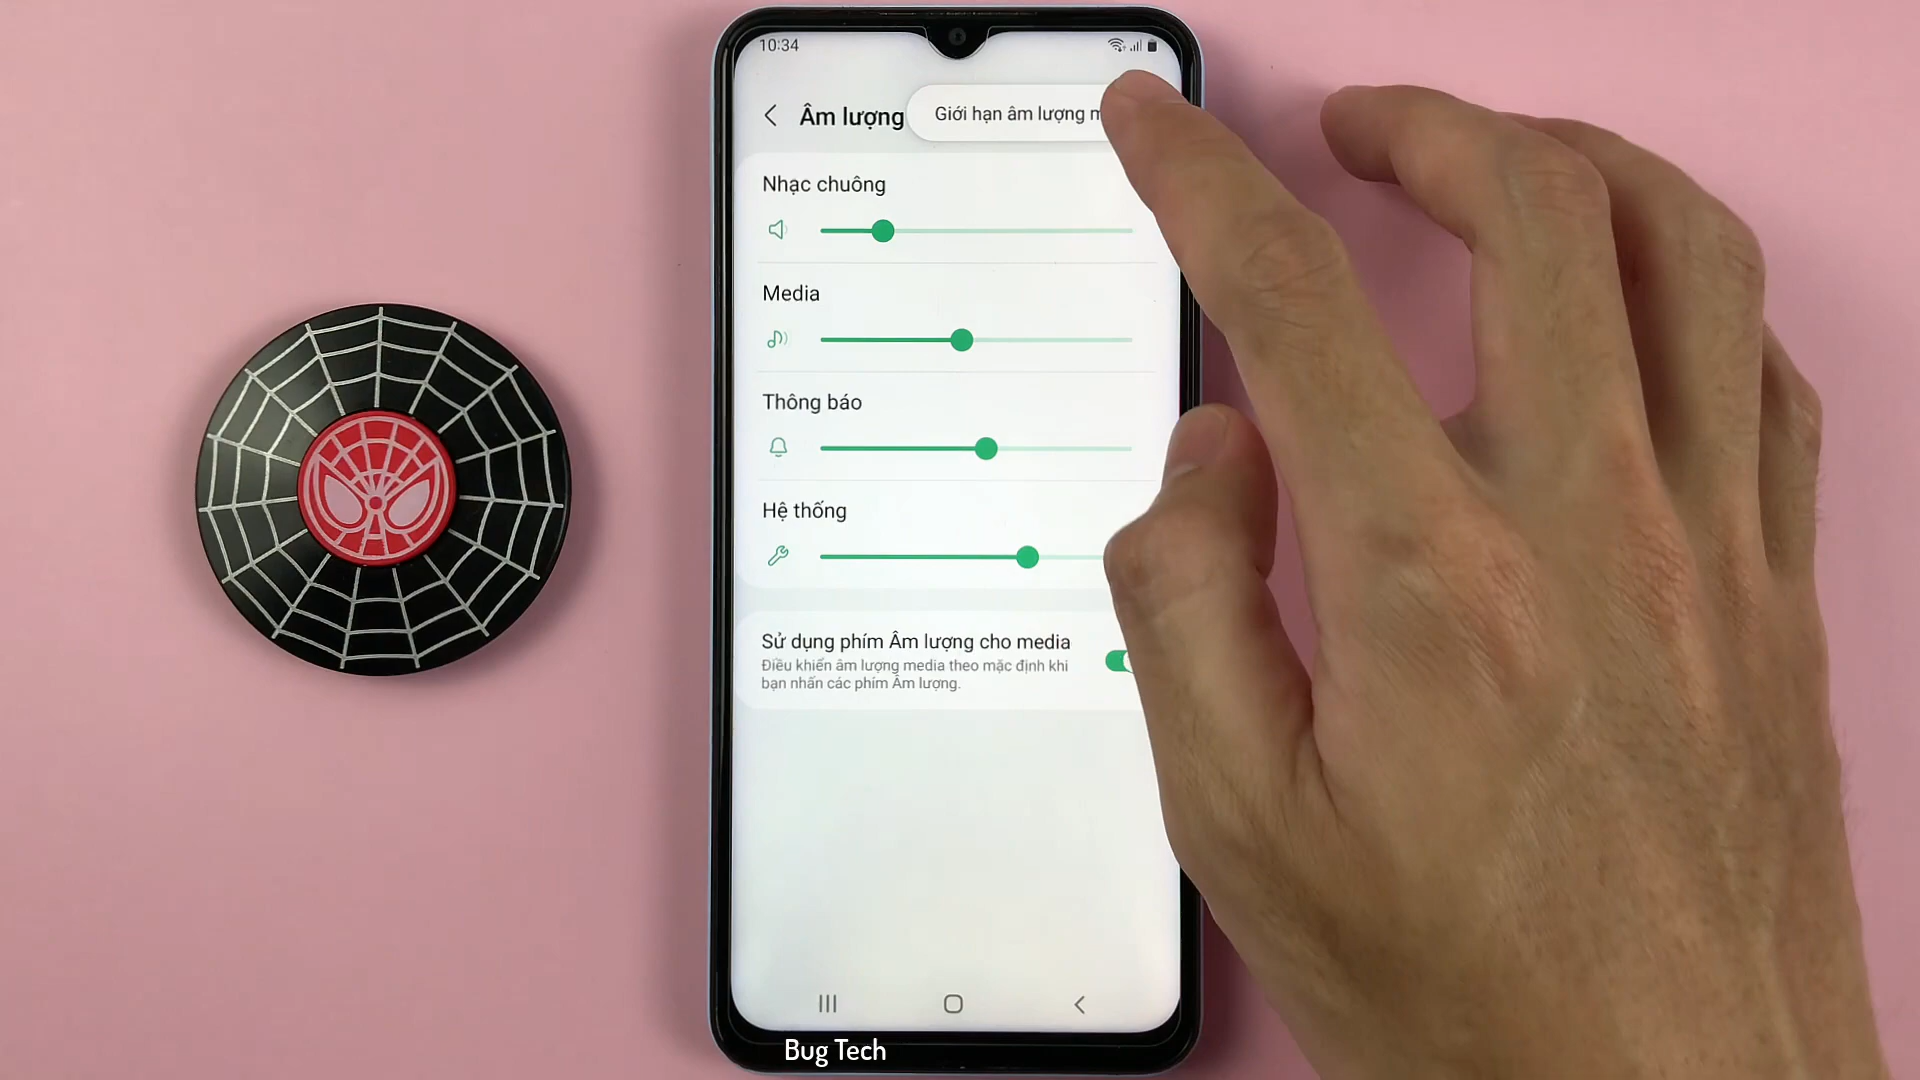 10:34
Âm lượng
Giới hạn âm lượng
Nhạc chuông
Media
Thông báo
Hệ thống
Sử dụng phím Âm lượng cho media
Điều khiển âm lượng media theo mặc định khi
bạn nhấn các phím Âm lượng.
Bug Tech